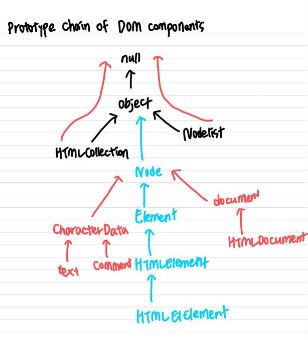 Prototype Chain of DOM components
null
object
HTMLCollection
Nodelist
Node
document
Element
CharacterData
HTMLDocument
text
Comment
HTMLElement
HTMLElElement